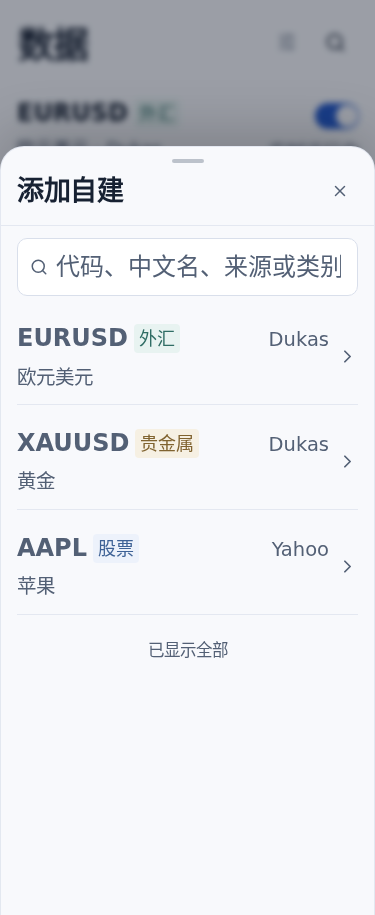 数据
EURUSD 外汇
添加自建
代码、中文名、来源或类别
EURUSD 外汇 Dukas
欧元美元
XAUUSD 贵金属 Dukas
黄金
AAPL 股票 Yahoo
苹果
已显示全部